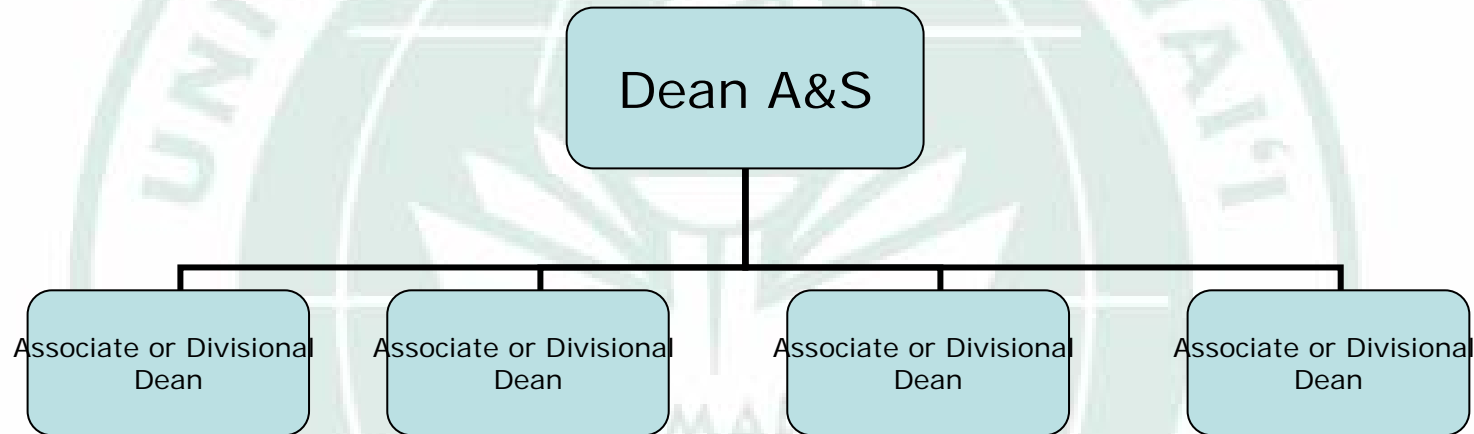 Dean A&S
Associate or Divisional
Dean
Associate or Divisional
Dean
Associate or Divisional
Dean
Associate or Divisional
Dean